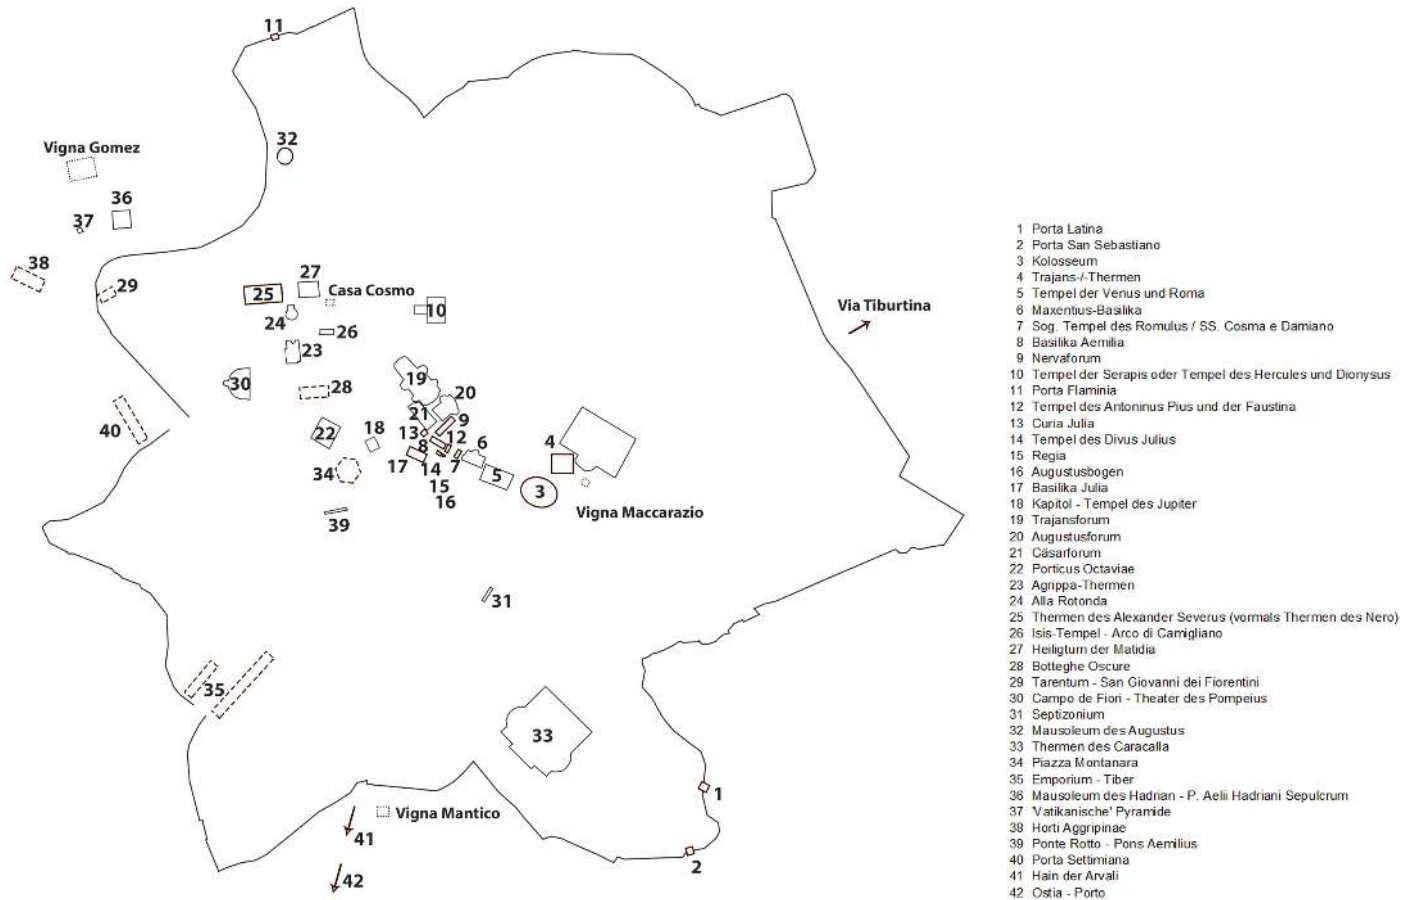 11
32
Vigna Gomez
36
37
38
29
27
25
Casa Cosmo
24
10
26
Via Tiburtina
23
19
30
28
20
21
9
40
22
18
13
12
4
8
6
17
14
7
34
5
15
3
16
39
Vigna Maccarazio
31
35
33
1
Vigna Mantico
41
2
42
1 Porta Latina
2 Porta San Sebastiano
3 Kolosseum
4 Trajans-/-Thermen
5 Tempel der Venus und Roma
6 Maxentius-Basilika
7 Sog. Tempel des Romulus / SS. Cosma e Damiano
8 Basilika Aemilia
9 Nervaforum
10 Tempel der Serapis oder Tempel des Hercules und Dionysus
11 Porta Flaminia
12 Tempel des Antoninus Pius und der Faustina
13 Curia Julia
14 Tempel des Divus Julius
15 Regia
16 Augustusbogen
17 Basilika Julia
18 Kapitol - Tempel des Jupiter
19 Trajansforum
20 Augustusforum
21 Cäsarforum
22 Porticus Octaviae
23 Agrippa-Thermen
24 Alla Rotonda
25 Thermen des Alexander Severus (vormals Thermen des Nero)
26 Isis-Tempel - Arco di Camigliano
27 Heiligtum der Matidia
28 Botteghe Oscure
29 Tarentum - San Giovanni dei Fiorentini
30 Campo de Fiori - Theater des Pompeius
31 Septizonium
32 Mausoleum des Augustus
33 Thermen des Caracalla
34 Piazza Montanara
35 Emporium - Tiber
36 Mausoleum des Hadrian - P. Aelii Hadriani Sepulcrum
37 'Vatikanische' Pyramide
38 Horti Aggripinae
39 Ponte Rotto - Pons Aemilius
40 Porta Settimiana
41 Hain der Arvali
42 Ostia - Porto